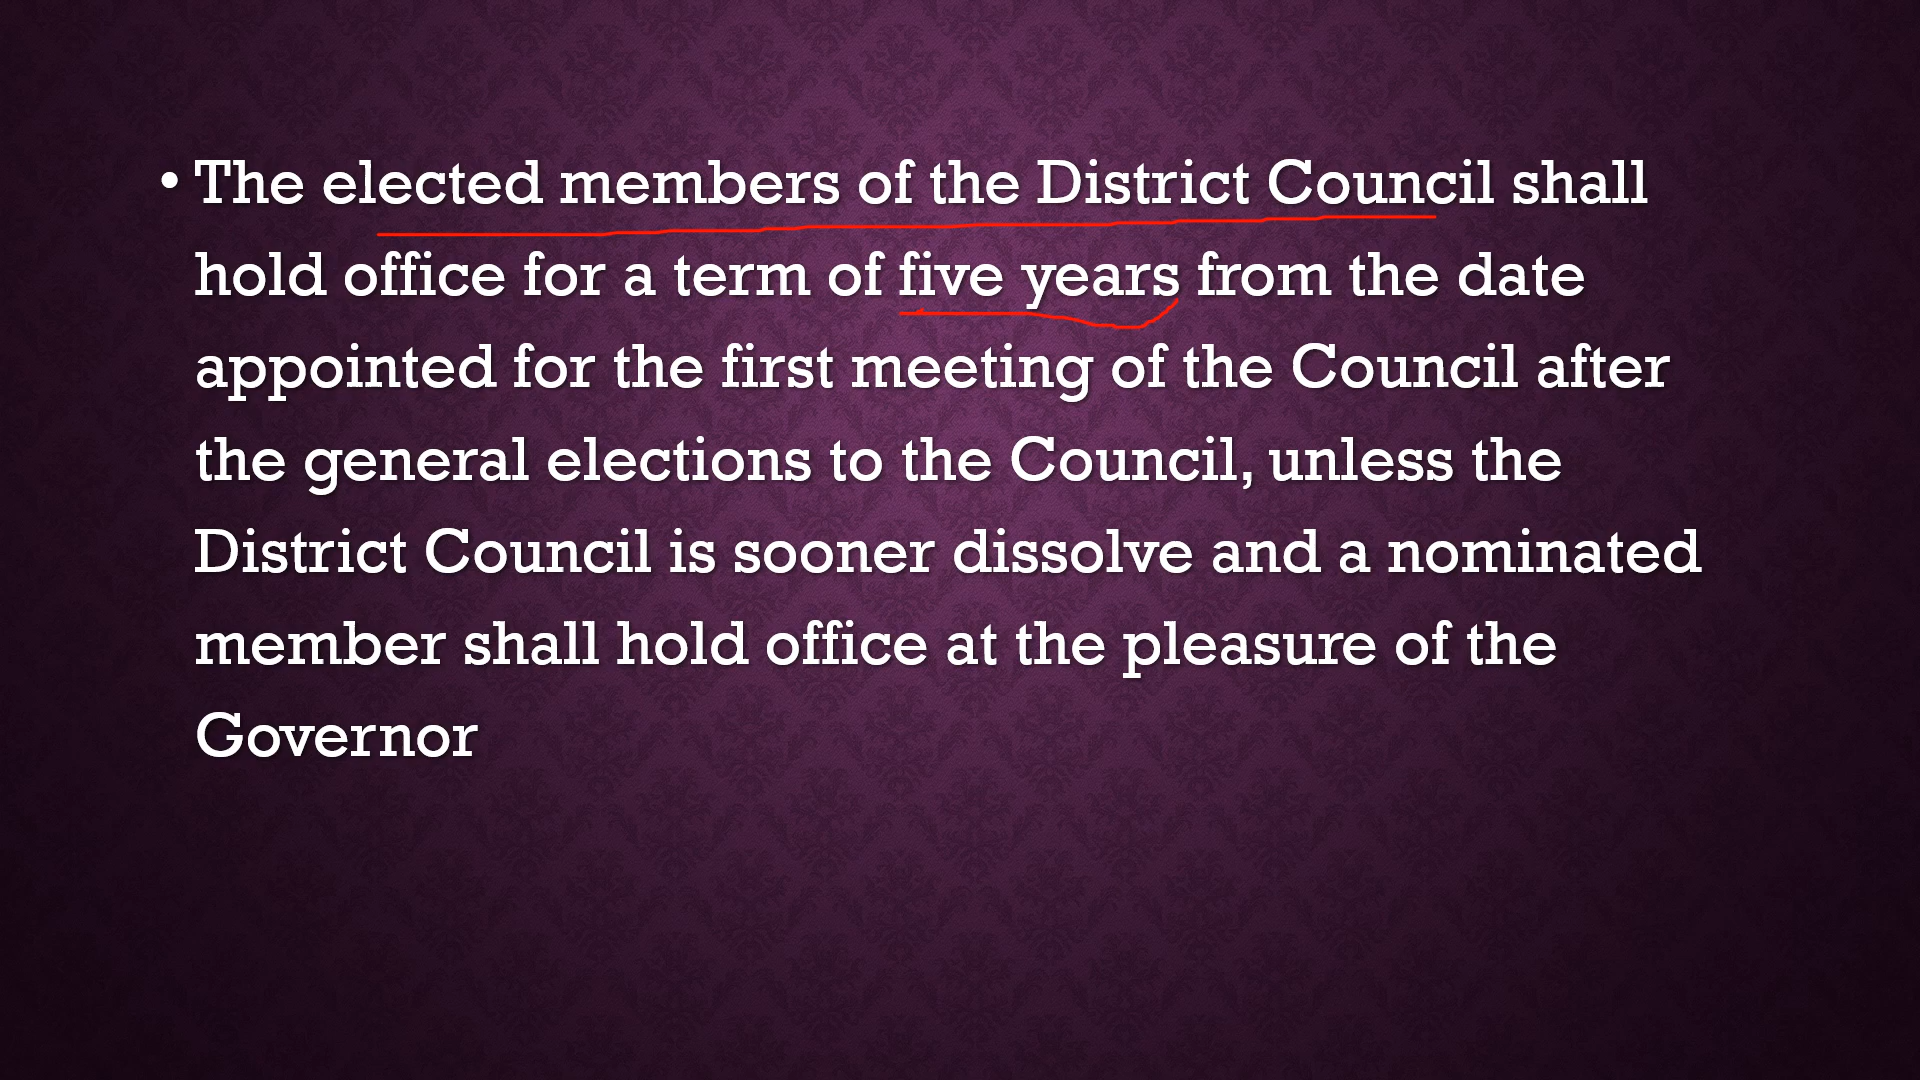 • The elected members of the District Council shall
hold office for a term of five years from the date
appointed for the first meeting of the Council after
the general elections to the Council, unless the
District Council is sooner dissolve and a nominated
member shall hold office at the pleasure of the
Governor